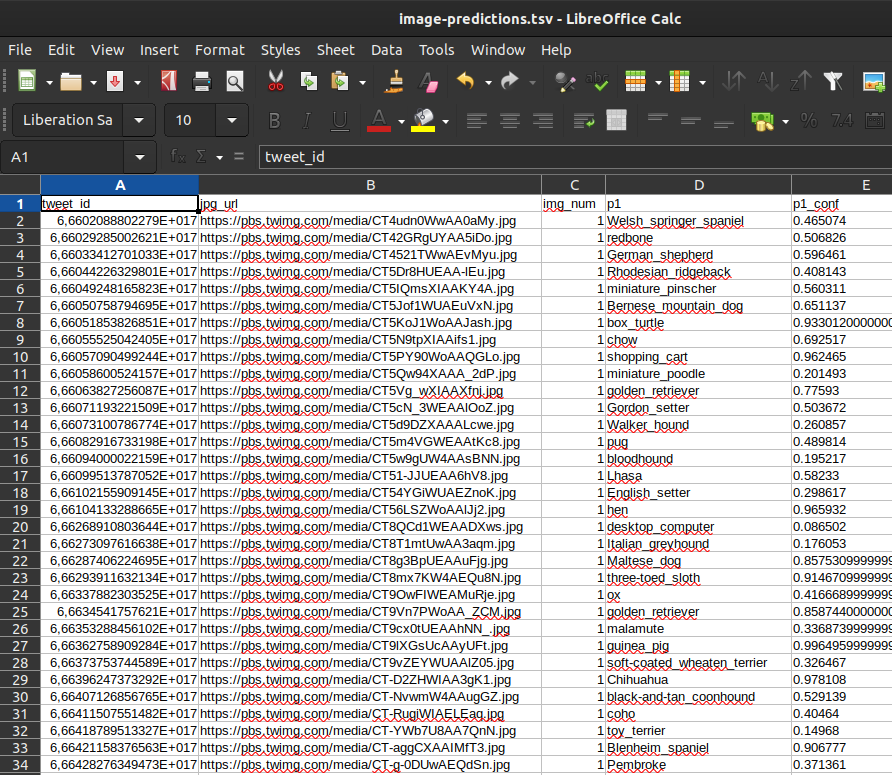 image-predictions.tsv - LibreOffice Calc
File Edit View Insert Format Styles Sheet Data Tools Window Help
Liberation Sa 10 B I U A % 7.4
A1 fx Σ = tweet_id
A B C D E
1 tweet_id jpg_url img_num p1 p1_conf
2 6,6602088802279E+017 https://pbs.twimg.com/media/CT4udn0WwAA0aMy.jpg 1 Welsh_springer_spaniel 0.465074
3 6,66029285002621E+017 https://pbs.twimg.com/media/CT42GRgUYAA5iDo.jpg 1 redbone 0.506826
4 6,66033412701033E+017 https://pbs.twimg.com/media/CT4521TWwAEvMyu.jpg 1 German_shepherd 0.596461
5 6,66044226329801E+017 https://pbs.twimg.com/media/CT5Dr8HUEAA-lEu.jpg 1 Rhodesian_ridgeback 0.408143
6 6,66049248165823E+017 https://pbs.twimg.com/media/CT5IQmsXIAAKY4A.jpg 1 miniature_pinscher 0.560311
7 6,66050758794695E+017 https://pbs.twimg.com/media/CT5Jof1WUAEuVxN.jpg 1 Bernese_mountain_dog 0.651137
8 6,66051853826851E+017 https://pbs.twimg.com/media/CT5KoJ1WoAAJash.jpg 1 box_turtle 0.9330120000000
9 6,66055525042405E+017 https://pbs.twimg.com/media/CT5N9tpXIAAifs1.jpg 1 chow 0.692517
10 6,66057090499244E+017 https://pbs.twimg.com/media/CT5PY90WoAAQGLo.jpg 1 shopping_cart 0.962465
11 6,66058600524157E+017 https://pbs.twimg.com/media/CT5Qw94XAAA_2dP.jpg 1 miniature_poodle 0.201493
12 6,66063827256087E+017 https://pbs.twimg.com/media/CT5Vg_wXIAAXfnj.jpg 1 golden_retriever 0.77593
13 6,66071193221509E+017 https://pbs.twimg.com/media/CT5cN_3WEAAlOoZ.jpg 1 Gordon_setter 0.503672
14 6,66073100786774E+017 https://pbs.twimg.com/media/CT5d9DZXAAALcwe.jpg 1 Walker_hound 0.260857
15 6,66082916733198E+017 https://pbs.twimg.com/media/CT5m4VGWEAAtKc8.jpg 1 pug 0.489814
16 6,66094000022159E+017 https://pbs.twimg.com/media/CT5w9gUW4AAsBNN.jpg 1 bloodhound 0.195217
17 6,66099513787052E+017 https://pbs.twimg.com/media/CT51-JJUEAA6hV8.jpg 1 Lhasa 0.58233
18 6,66102155909145E+017 https://pbs.twimg.com/media/CT54YGiWUAEZnoK.jpg 1 English_setter 0.298617
19 6,66104133288665E+017 https://pbs.twimg.com/media/CT56LSZWoAAlJj2.jpg 1 hen 0.965932
20 6,66268910803644E+017 https://pbs.twimg.com/media/CT8QCd1WEAADXws.jpg 1 desktop_computer 0.086502
21 6,66273097616638E+017 https://pbs.twimg.com/media/CT8T1mtUwAA3aqm.jpg 1 Italian_greyhound 0.176053
22 6,66287406224695E+017 https://pbs.twimg.com/media/CT8g3BpUEAAuFjg.jpg 1 Maltese_dog 0.8575309999999
23 6,66293911632134E+017 https://pbs.twimg.com/media/CT8mx7KW4AEQu8N.jpg 1 three-toed_sloth 0.9146709999999
24 6,66337882303525E+017 https://pbs.twimg.com/media/CT9OwFIWEAMuRje.jpg 1 ox 0.4166689999999
25 6,6634541757621E+017 https://pbs.twimg.com/media/CT9Vn7PWoAA_ZCM.jpg 1 golden_retriever 0.8587440000000
26 6,66353288456102E+017 https://pbs.twimg.com/media/CT9cx0tUEAAhNN_.jpg 1 malamute 0.3368739999999
27 6,66362758909284E+017 https://pbs.twimg.com/media/CT9lXGsUcAAyUFt.jpg 1 guinea_pig 0.9964959999999
28 6,66373753744589E+017 https://pbs.twimg.com/media/CT9vZEYWUAAlZ05.jpg 1 soft-coated_wheaten_terrier 0.326467
29 6,66396247373292E+017 https://pbs.twimg.com/media/CT-D2ZHWIAA3gK1.jpg 1 Chihuahua 0.978108
30 6,66407126856765E+017 https://pbs.twimg.com/media/CT-NvwmW4AAugGZ.jpg 1 black-and-tan_coonhound 0.529139
31 6,66411507551482E+017 https://pbs.twimg.com/media/CT-RugiWIAELEaq.jpg 1 coho 0.40464
32 6,66418789513327E+017 https://pbs.twimg.com/media/CT-YWb7U8AA7QnN.jpg 1 toy_terrier 0.14968
33 6,66421158376563E+017 https://pbs.twimg.com/media/CT-aggCXAAIMfT3.jpg 1 Blenheim_spaniel 0.906777
34 6,66428276349473E+017 https://pbs.twimg.com/media/CT-g-0DUwAEQdSn.jpg 1 Pembroke 0.371361